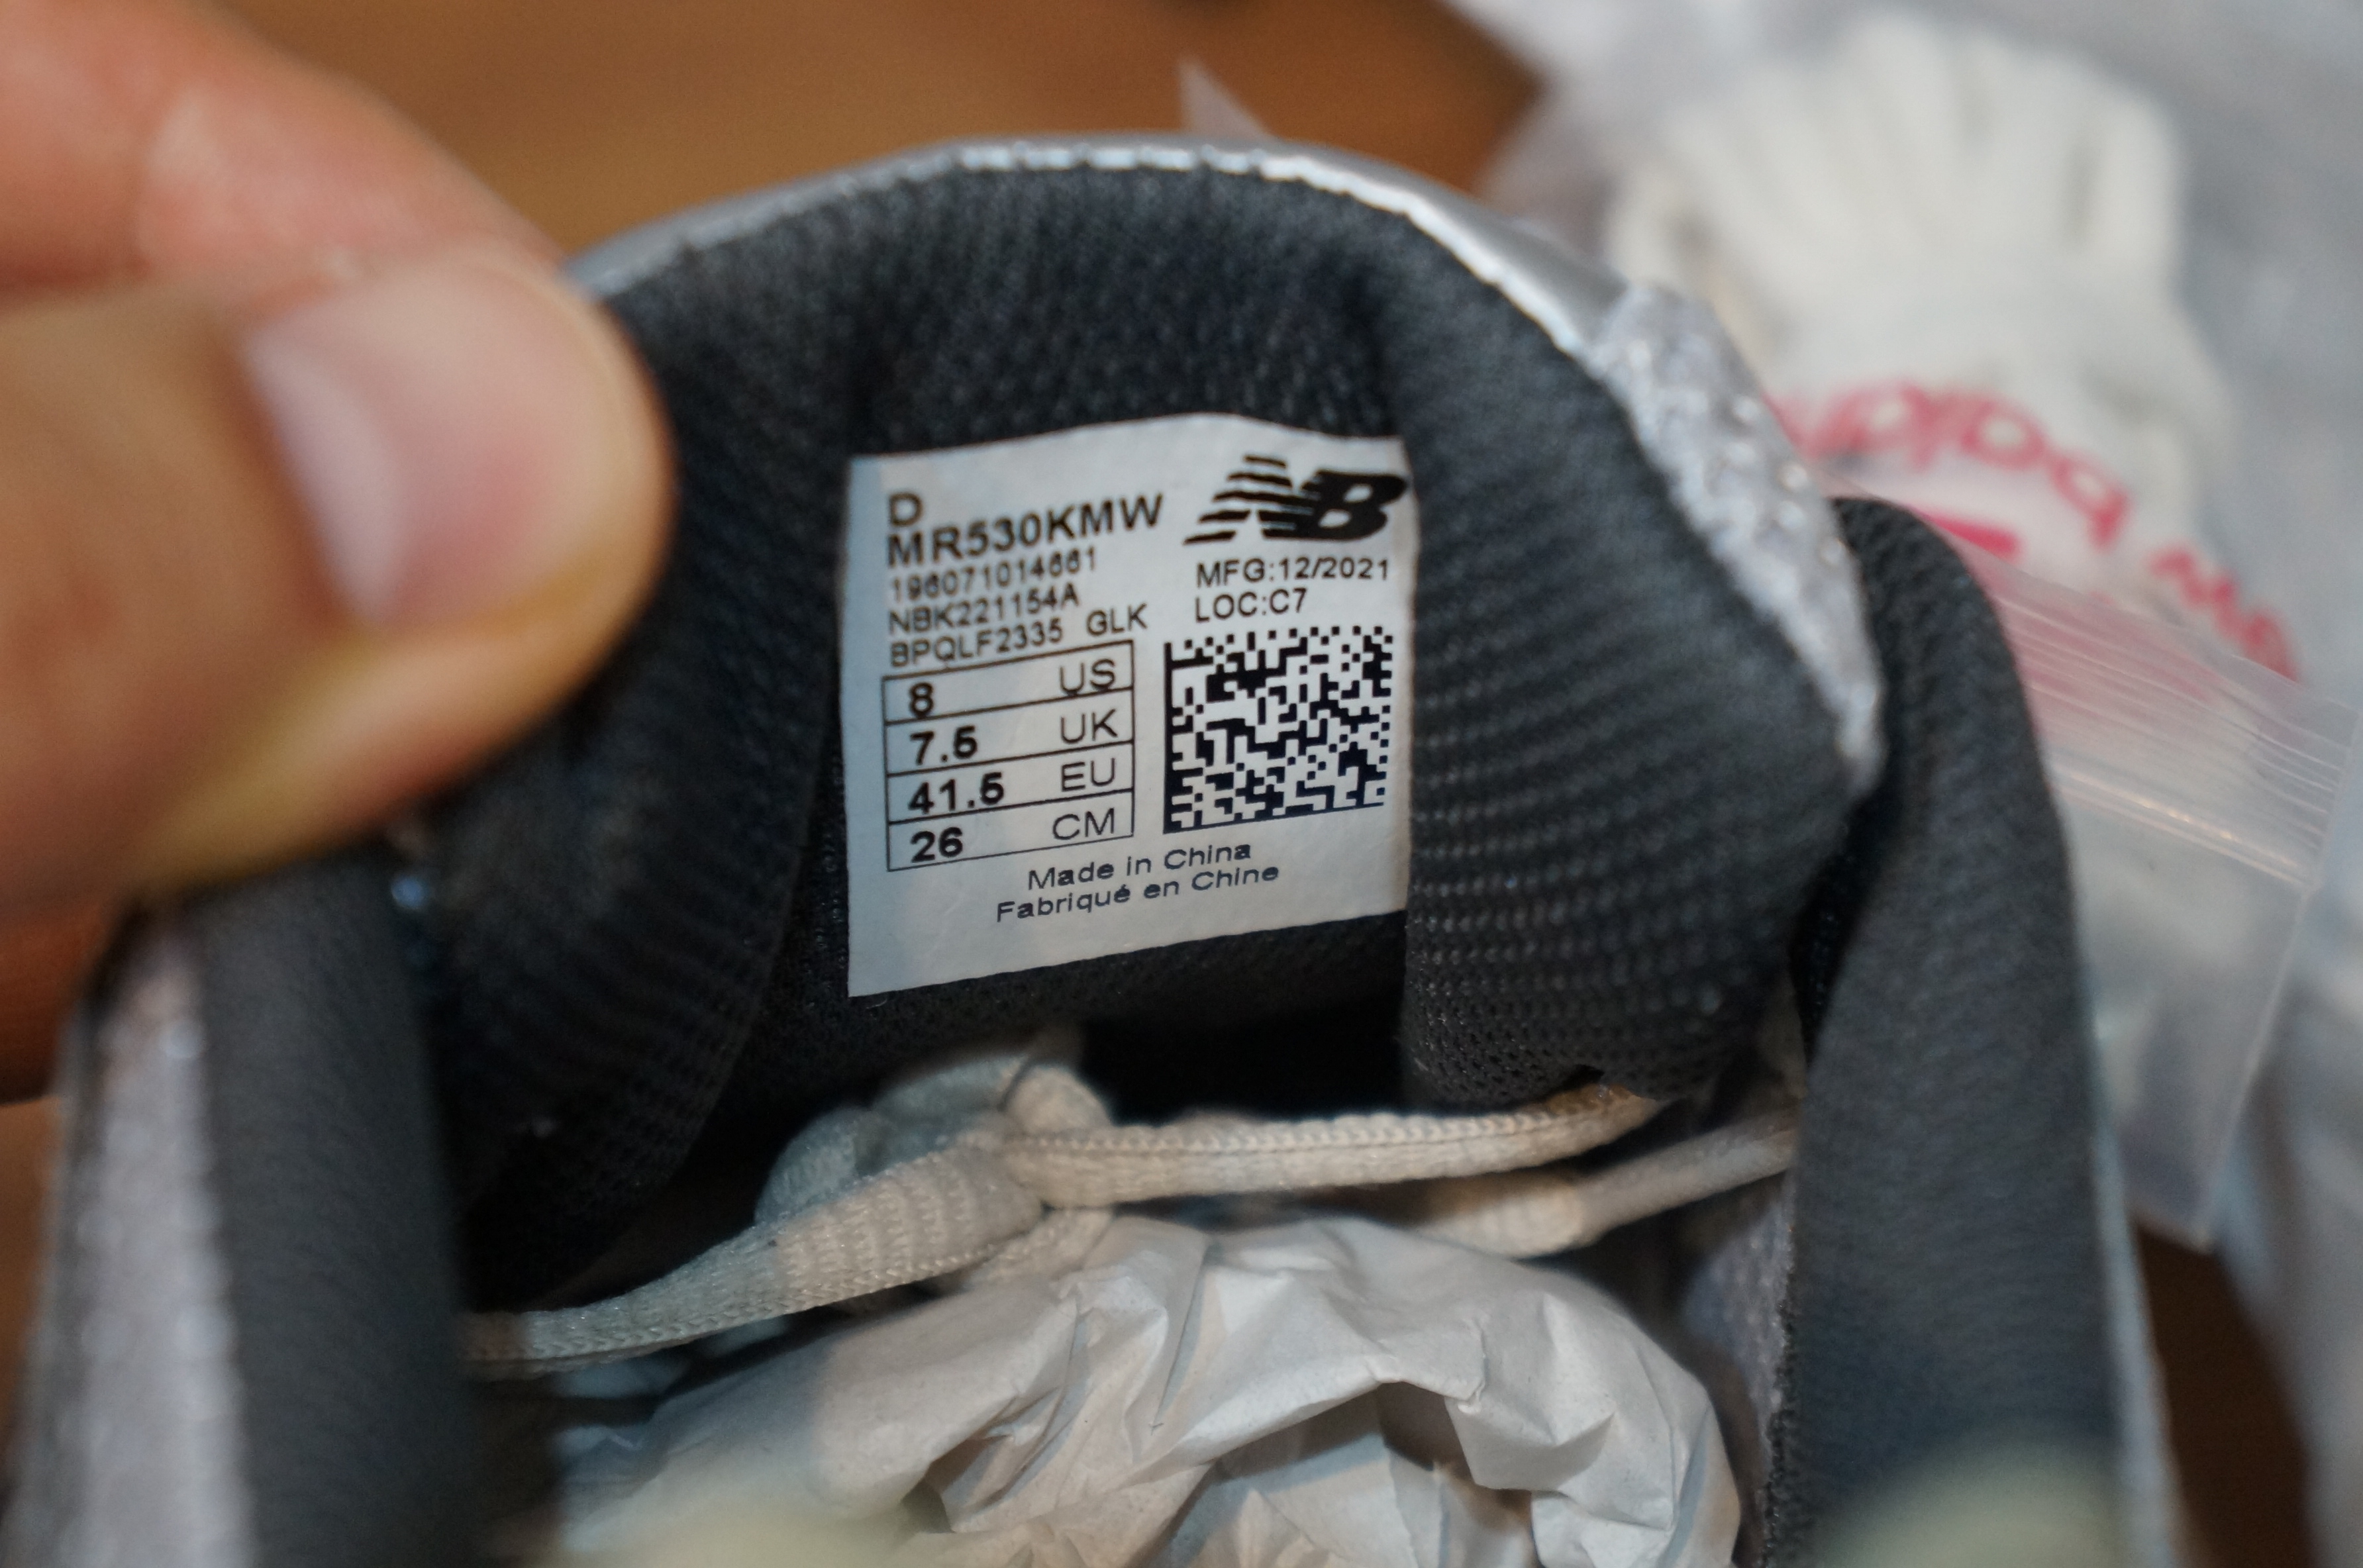 D
MR530KMW
NB
196071014661
NBK221154A
BPQLF2335 GLK
MFG:12/2021
LOC:C7
8 US
7.5 UK
41.5 EU
26 CM
Made in China
Fabriqué en Chine